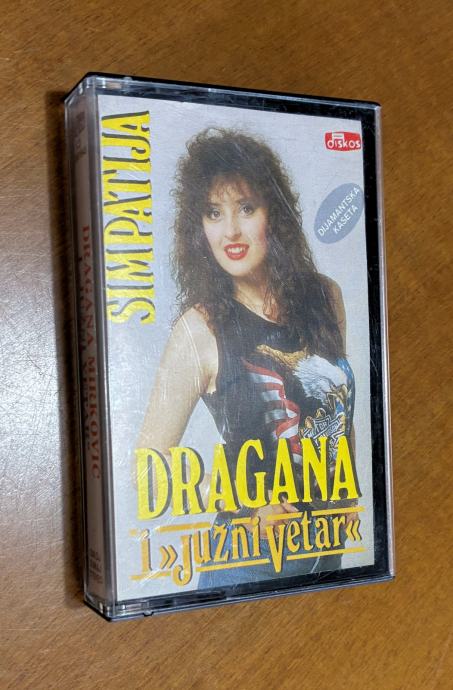 SIMPATIJA
diskos
DIJAMANTSKA
KASETA
DRAGANA
i »južni vetar«
DRAGANA MIRKOVIĆ